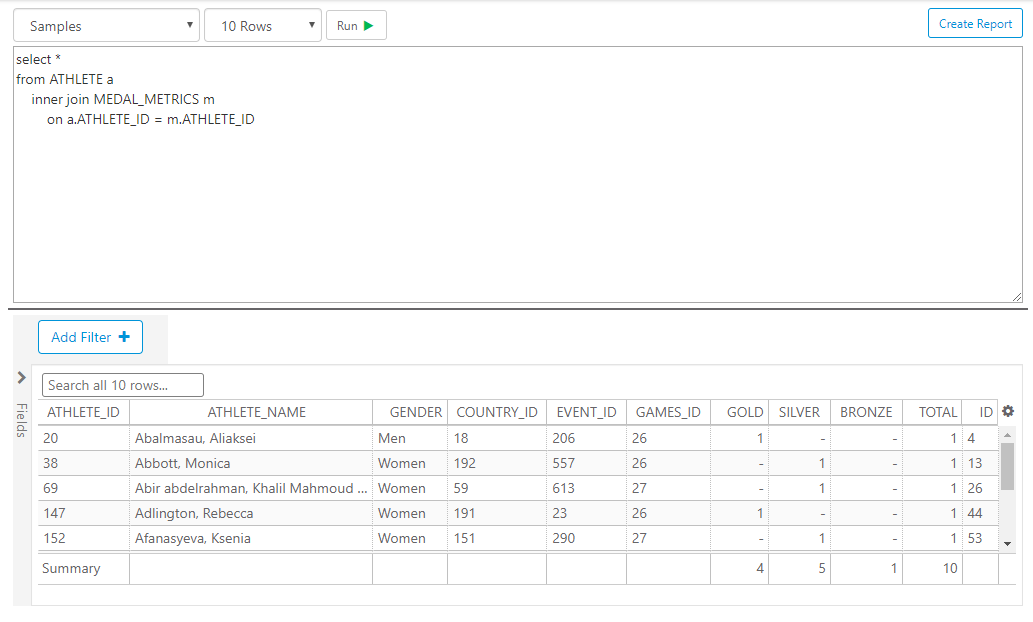 Samples 10 Rows Run Create Report
select *
from ATHLETE a
inner join MEDAL_METRICS m
on a.ATHLETE_ID = m.ATHLETE_ID
Add Filter
Fields
Search all 10 rows...
ATHLETE_ID ATHLETE_NAME GENDER COUNTRY_ID EVENT_ID GAMES_ID GOLD SILVER BRONZE TOTAL ID
20 Abalmasau, Aliaksei Men 18 206 26 1 - - 1 4
38 Abbott, Monica Women 192 557 26 - 1 - 1 13
69 Abir abdelrahman, Khalil Mahmoud ... Women 59 613 27 - 1 - 1 26
147 Adlington, Rebecca Women 191 23 26 1 - - 1 44
152 Afanasyeva, Ksenia Women 151 290 27 - 1 - 1 53
Summary 4 5 1 10